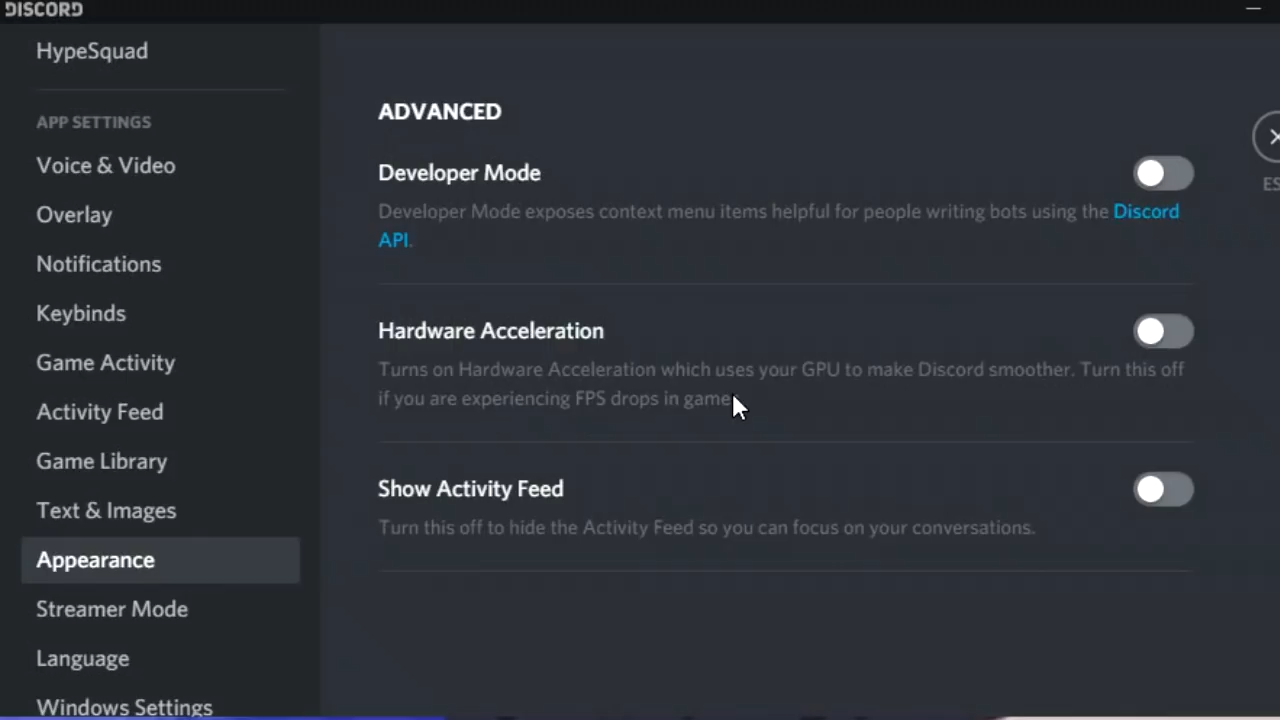 DISCORD
HypeSquad
APP SETTINGS
Voice & Video
Overlay
Notifications
Keybinds
Game Activity
Activity Feed
Game Library
Text & Images
Appearance
Streamer Mode
Language
Windows Settings
ADVANCED
Developer Mode
Developer Mode exposes context menu items helpful for people writing bots using the Discord
API.
Hardware Acceleration
Turns on Hardware Acceleration which uses your GPU to make Discord smoother. Turn this off
if you are experiencing FPS drops in game
Show Activity Feed
Turn this off to hide the Activity Feed so you can focus on your conversations.